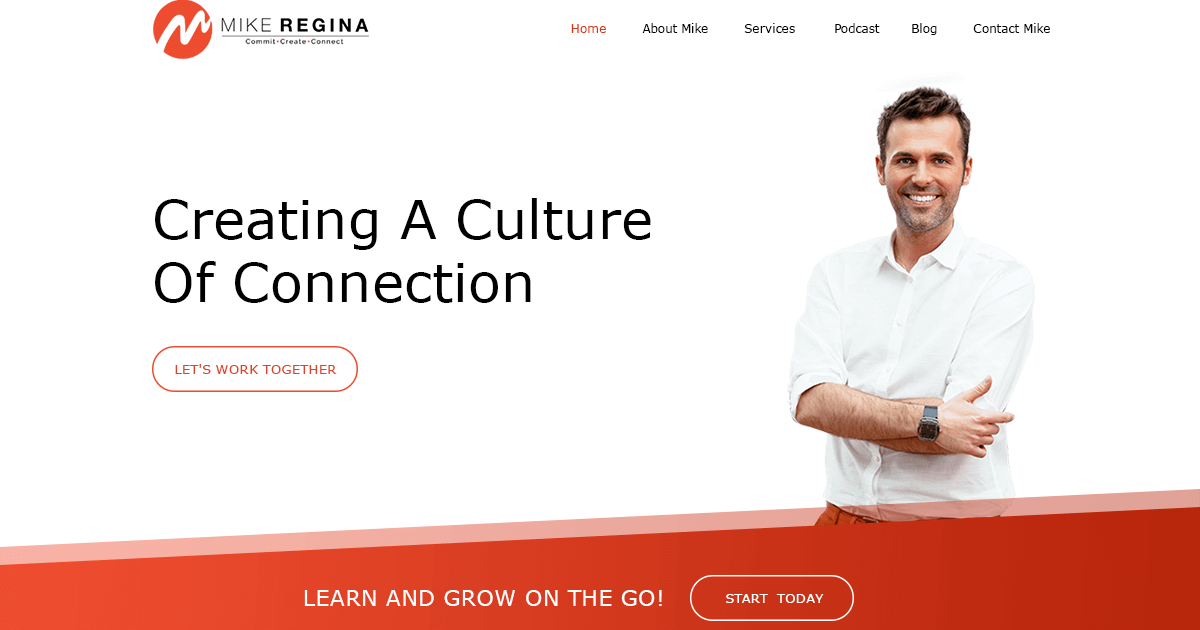 MIKE REGINA
Commit•Create•Connect
Home About Mike Services Podcast Blog Contact Mike
Creating A Culture
Of Connection
LET'S WORK TOGETHER
LEARN AND GROW ON THE GO!
START TODAY